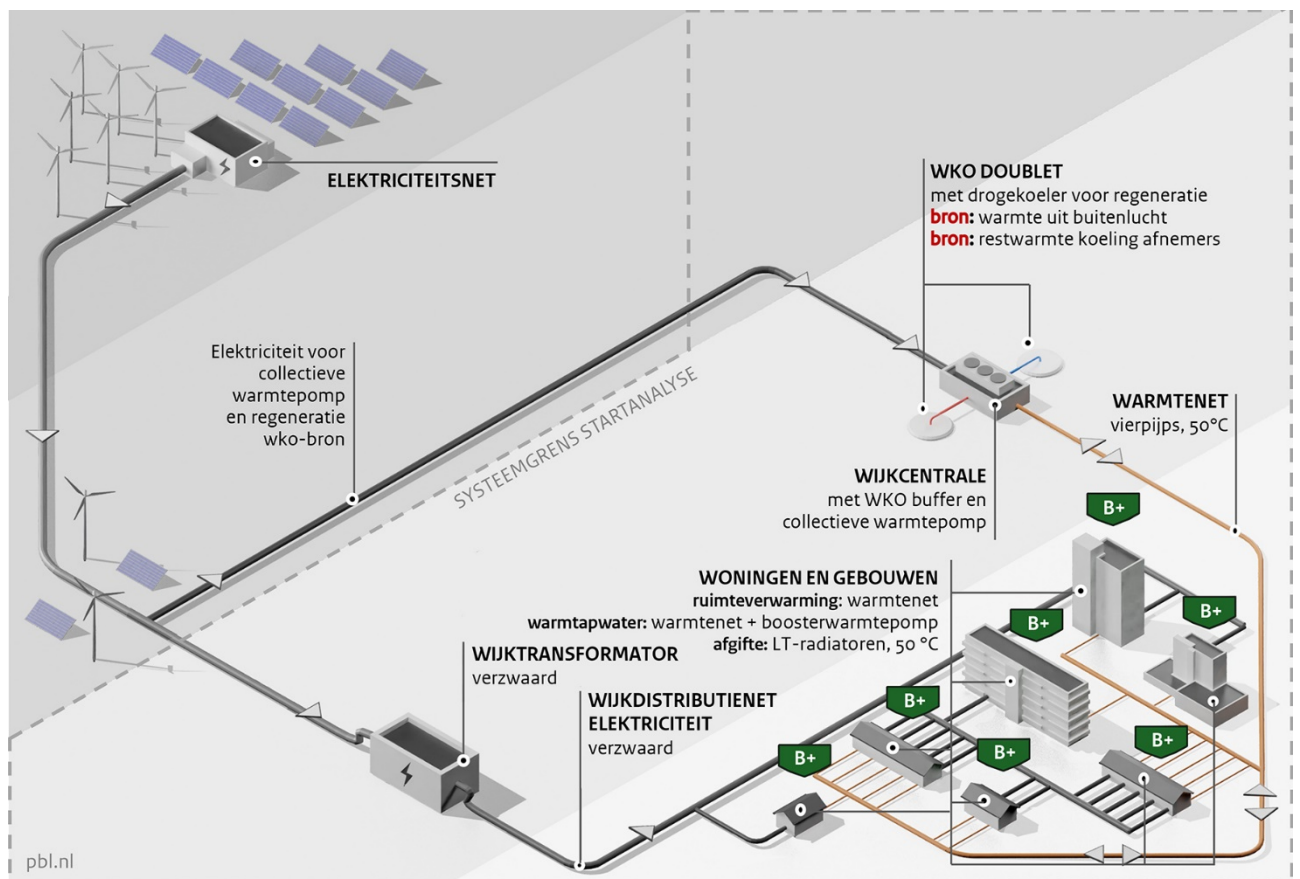 ELEKTRICITEITSNET
WKO DOUBLET
met drogekoeler voor regeneratie
bron: warmte uit buitenlucht
bron: restwarmte koeling afnemers
Elektriciteit voor
collectieve
warmtepomp
en regeneratie
wko-bron
SYSTEEMGRENS STARTANALYSE
WARMTENET
vierpijps, 50°C
WIJKCENTRALE
met WKO buffer en
collectieve warmtepomp
B+
WONINGEN EN GEBOUWEN
ruimteverwarming: warmtenet
warmtapwater: warmtenet + boosterwarmtepomp
afgifte: LT-radiatoren, 50 °C
B+
B+
WIJKTRANSFORMATOR
verzwaard
WIJKDISTRIBUTIENET
ELEKTRICITEIT
verzwaard
B+
B+
B+
B+
pbl.nl